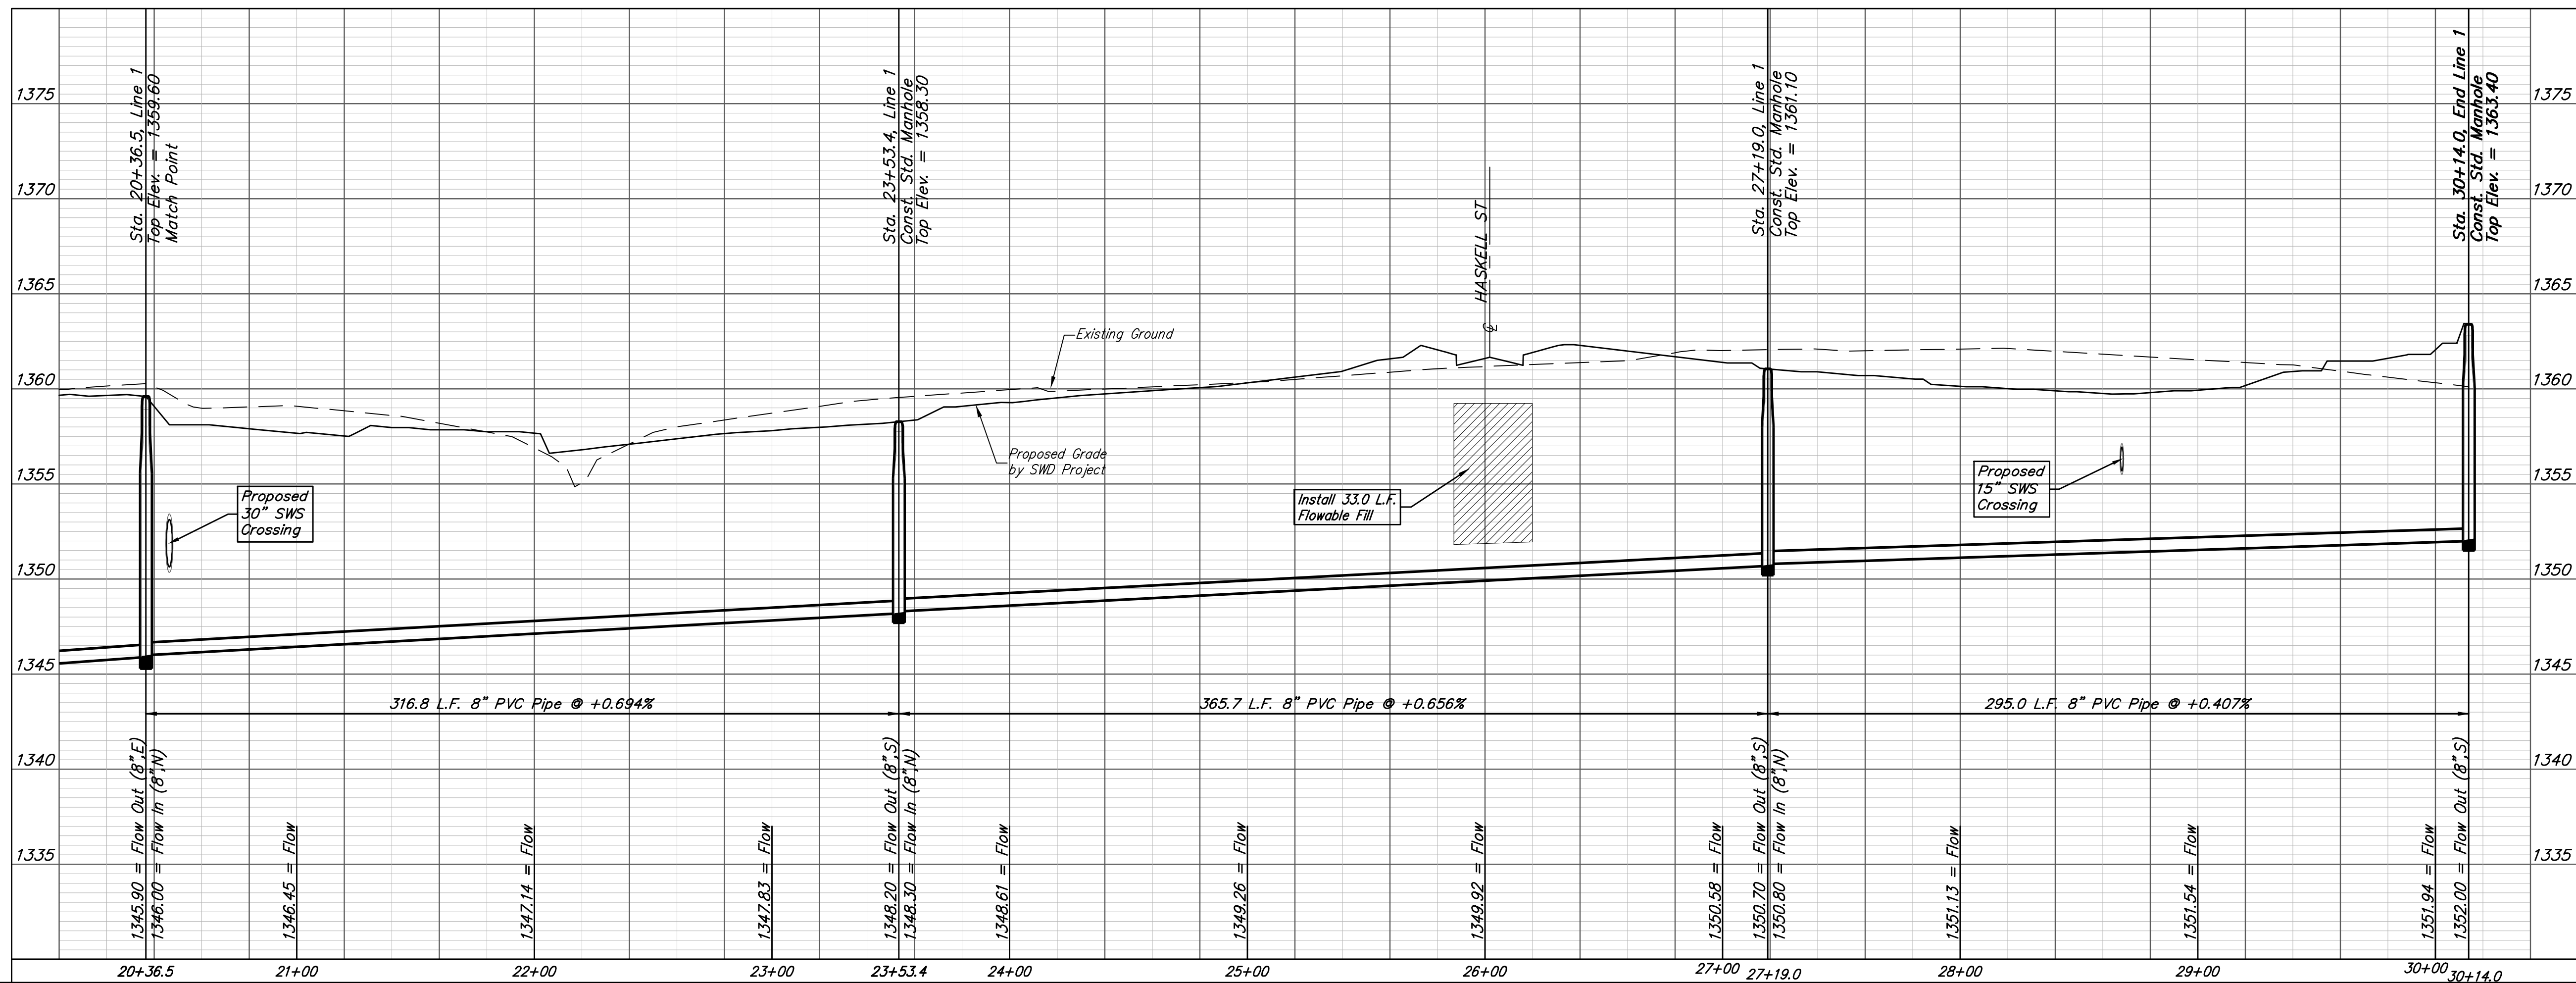 Sta. 20+36.5, Line 1
Top Elev. = 1359.60
Match Point
Sta. 23+53.4, Line 1
Const. Std. Manhole
Top Elev. = 1358.30
Sta. 27+19.0, Line 1
Const. Std. Manhole
Top Elev. = 1361.10
Sta. 30+14.0, End Line 1
Const. Std. Manhole
Top Elev. = 1363.40
1375
1375
1370
1370
HASKELL ST
1365
1365
℄
Existing Ground
1360
1360
Proposed Grade
by SWD Project
1355
1355
Proposed
30" SWS
Crossing
Install 33.0 L.F.
Flowable Fill
Proposed
15" SWS
Crossing
1350
1350
1345
1345
316.8 L.F. 8" PVC Pipe @ +0.694%
365.7 L.F. 8" PVC Pipe @ +0.656%
295.0 L.F. 8" PVC Pipe @ +0.407%
1340
1340
1335
1335
1345.90 = Flow Out (8",E)
1346.00 = Flow In (8",N)
1346.45 = Flow
1347.14 = Flow
1347.83 = Flow
1348.20 = Flow Out (8",S)
1348.30 = Flow In (8",N)
1348.61 = Flow
1349.26 = Flow
1349.92 = Flow
1350.58 = Flow
1350.70 = Flow Out (8",S)
1350.80 = Flow In (8",N)
1351.13 = Flow
1351.54 = Flow
1351.94 = Flow
1352.00 = Flow Out (8",S)
20+36.5
21+00
22+00
23+00
23+53.4
24+00
25+00
26+00
27+00
27+19.0
28+00
29+00
30+00
30+14.0